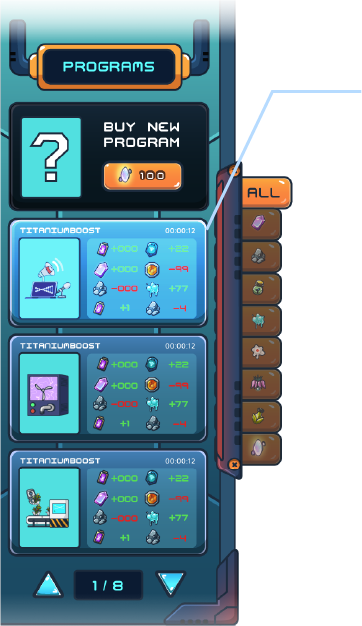 PROGRAMS
BUY NEW
PROGRAM
100
ALL
TITANIUMBOOST 00:00:12
+000 +22
+000 -99
-000 +77
+1 -4
TITANIUMBOOST 00:00:12
+000 +22
+000 -99
-000 +77
+1 -4
TITANIUMBOOST 00:00:12
+000 +22
+000 -99
-000 +77
+1 -4
1/8